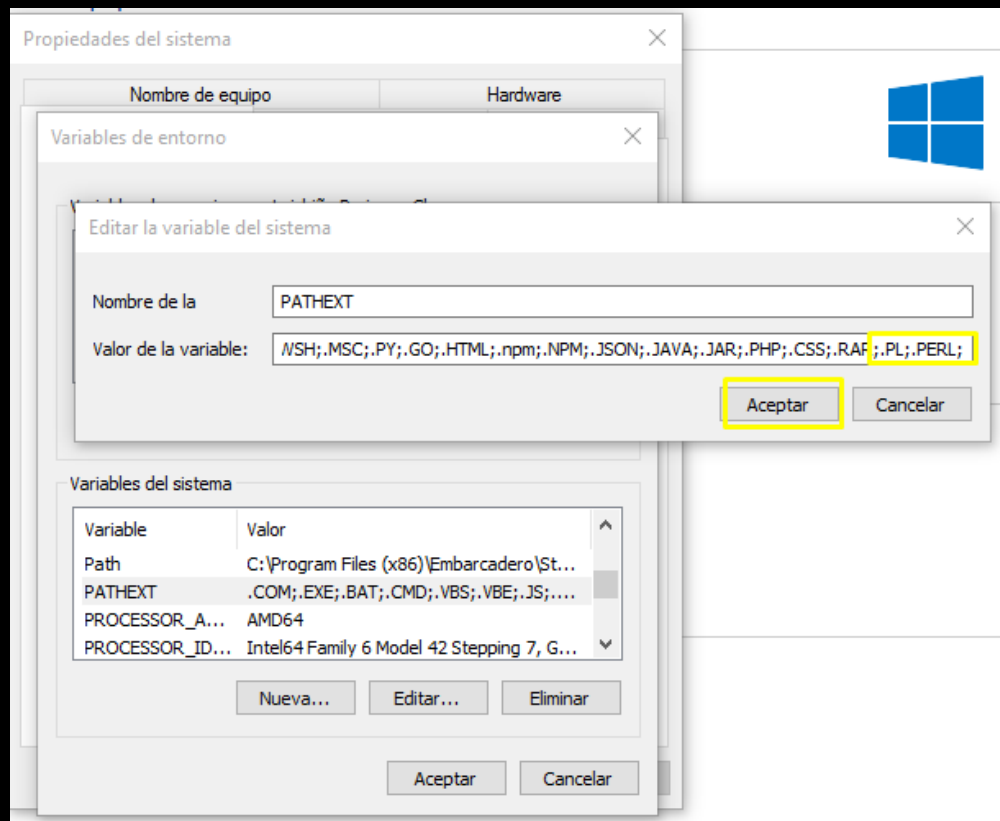 Propiedades del sistema
Nombre de equipo Hardware
Variables de entorno
Editar la variable del sistema
Nombre de la PATHEXT
Valor de la variable: WSH;.MSC;.PY;.GO;.HTML;.npm;.NPM;.JSON;.JAVA;.JAR;.PHP;.CSS;.RAR;.PL;.PERL;
Aceptar Cancelar
Variables del sistema
Variable Valor
Path C:\Program Files (x86)\Embarcadero\St...
PATHEXT .COM;.EXE;.BAT;.CMD;.VBS;.VBE;.JS;....
PROCESSOR_A... AMD64
PROCESSOR_ID... Intel64 Family 6 Model 42 Stepping 7, G...
Nueva... Editar... Eliminar
Aceptar Cancelar